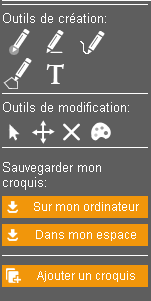 Outils de création:
T
Outils de modification:
Sauvegarder mon
croquis:
Sur mon ordinateur
Dans mon espace
Ajouter un croquis